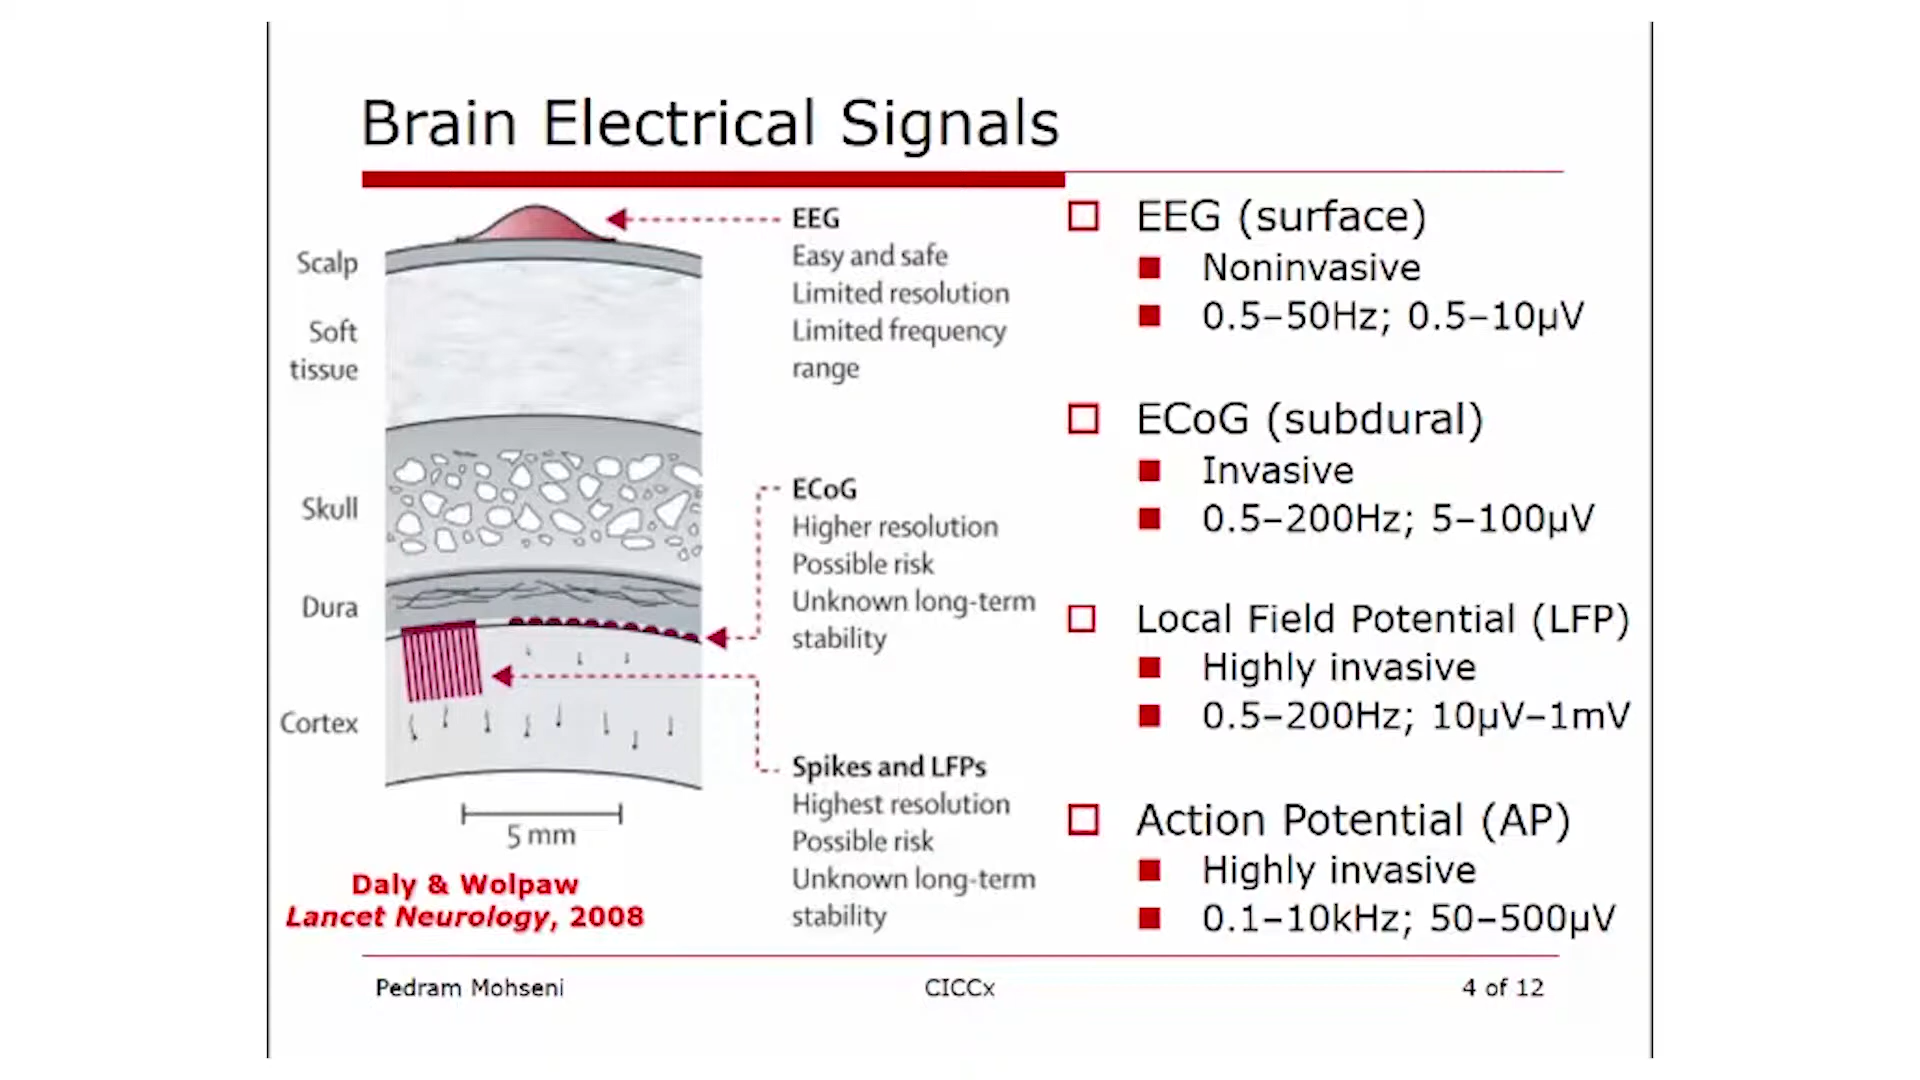 Brain Electrical Signals
Scalp
Soft
tissue
Skull
Dura
Cortex
5 mm
Daly & Wolpaw
Lancet Neurology, 2008
EEG
Easy and safe
Limited resolution
Limited frequency
range
ECoG
Higher resolution
Possible risk
Unknown long-term
stability
Spikes and LFPs
Highest resolution
Possible risk
Unknown long-term
stability
EEG (surface)
Noninvasive
0.5–50Hz; 0.5–10μV
ECoG (subdural)
Invasive
0.5–200Hz; 5–100μV
Local Field Potential (LFP)
Highly invasive
0.5–200Hz; 10μV–1mV
Action Potential (AP)
Highly invasive
0.1–10kHz; 50–500μV
Pedram Mohseni
CICCx
4 of 12